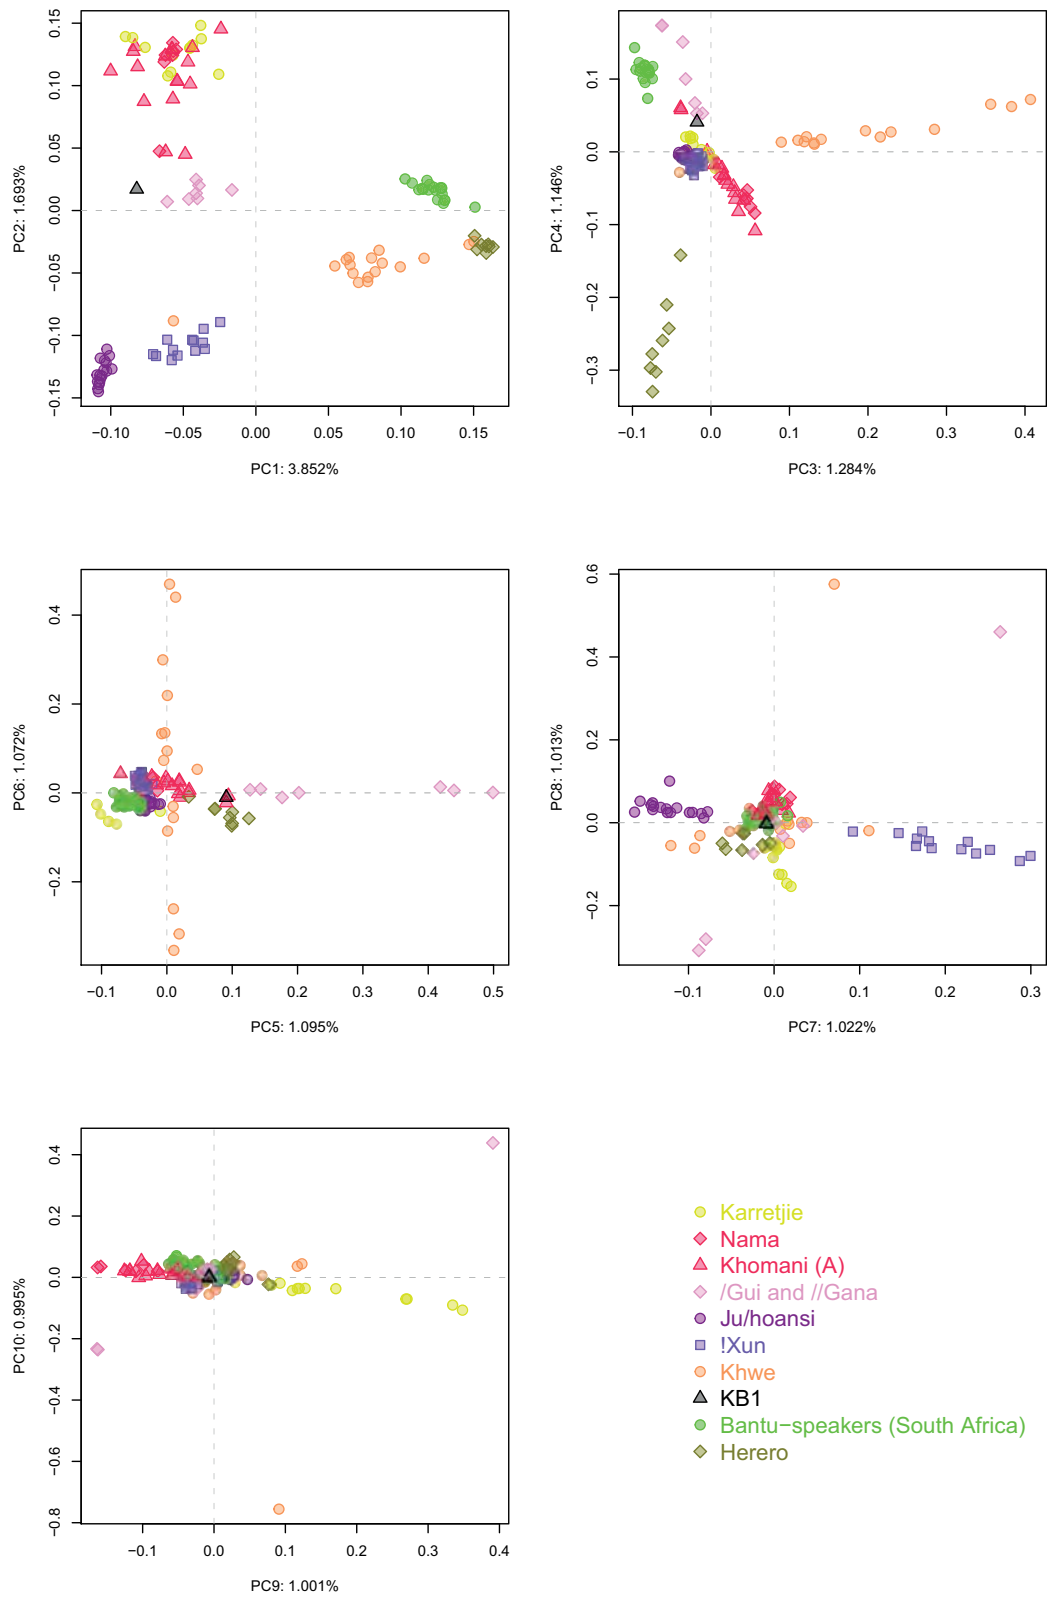 0.15
0.10
0.05
0.00
−0.05
−0.10
−0.15
PC2: 1.693%
−0.10 −0.05 0.00 0.05 0.10 0.15
PC1: 3.852%
0.1
0.0
−0.1
−0.2
−0.3
PC4: 1.146%
−0.1 0.0 0.1 0.2 0.3 0.4
PC3: 1.284%
0.4
0.2
0.0
−0.2
PC6: 1.072%
−0.1 0.0 0.1 0.2 0.3 0.4 0.5
PC5: 1.095%
0.6
0.4
0.2
0.0
−0.2
PC8: 1.013%
−0.1 0.0 0.1 0.2 0.3
PC7: 1.022%
0.4
0.2
0.0
−0.2
−0.4
−0.6
−0.8
PC10: 0.995%
−0.1 0.0 0.1 0.2 0.3 0.4
PC9: 1.001%
Karretjie
Nama
Khomani (A)
/Gui and //Gana
Ju/hoansi
!Xun
Khwe
KB1
Bantu−speakers (South Africa)
Herero